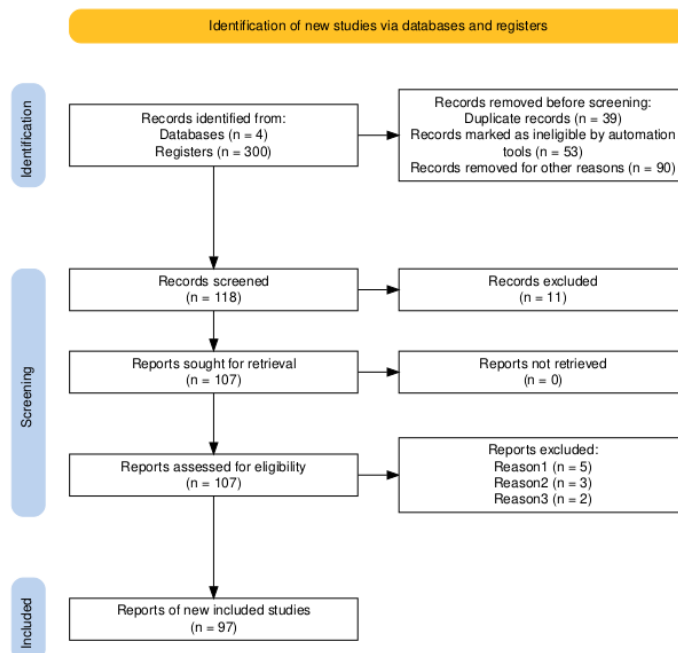 Identification of new studies via databases and registers
Identification
Records identified from:
Databases (n = 4)
Registers (n = 300)
Records removed before screening:
Duplicate records (n = 39)
Records marked as ineligible by automation
tools (n = 53)
Records removed for other reasons (n = 90)
Screening
Records screened
(n = 118)
Records excluded
(n = 11)
Reports sought for retrieval
(n = 107)
Reports not retrieved
(n = 0)
Reports assessed for eligibility
(n = 107)
Reports excluded:
Reason1 (n = 5)
Reason2 (n = 3)
Reason3 (n = 2)
Included
Reports of new included studies
(n = 97)